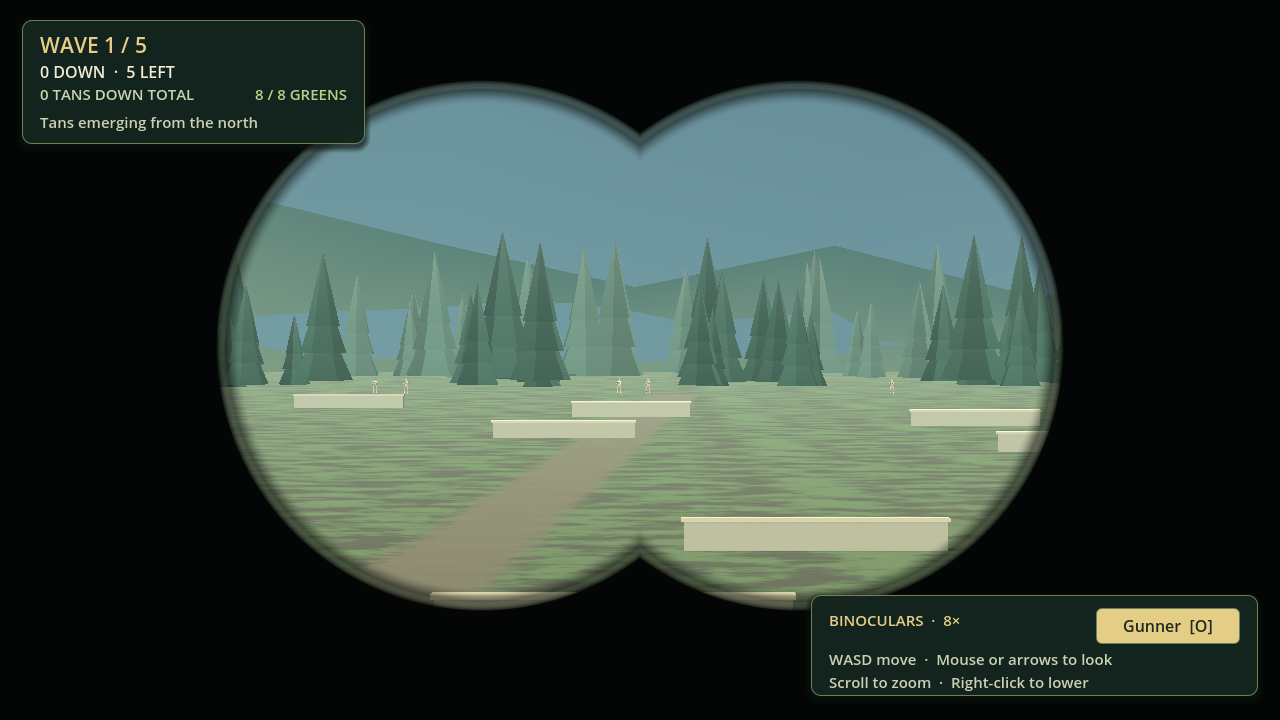 WAVE 1 / 5
0 DOWN · 5 LEFT
0 TANS DOWN TOTAL 8 / 8 GREENS
Tans emerging from the north
BINOCULARS · 8×
Gunner [O]
WASD move · Mouse or arrows to look
Scroll to zoom · Right-click to lower